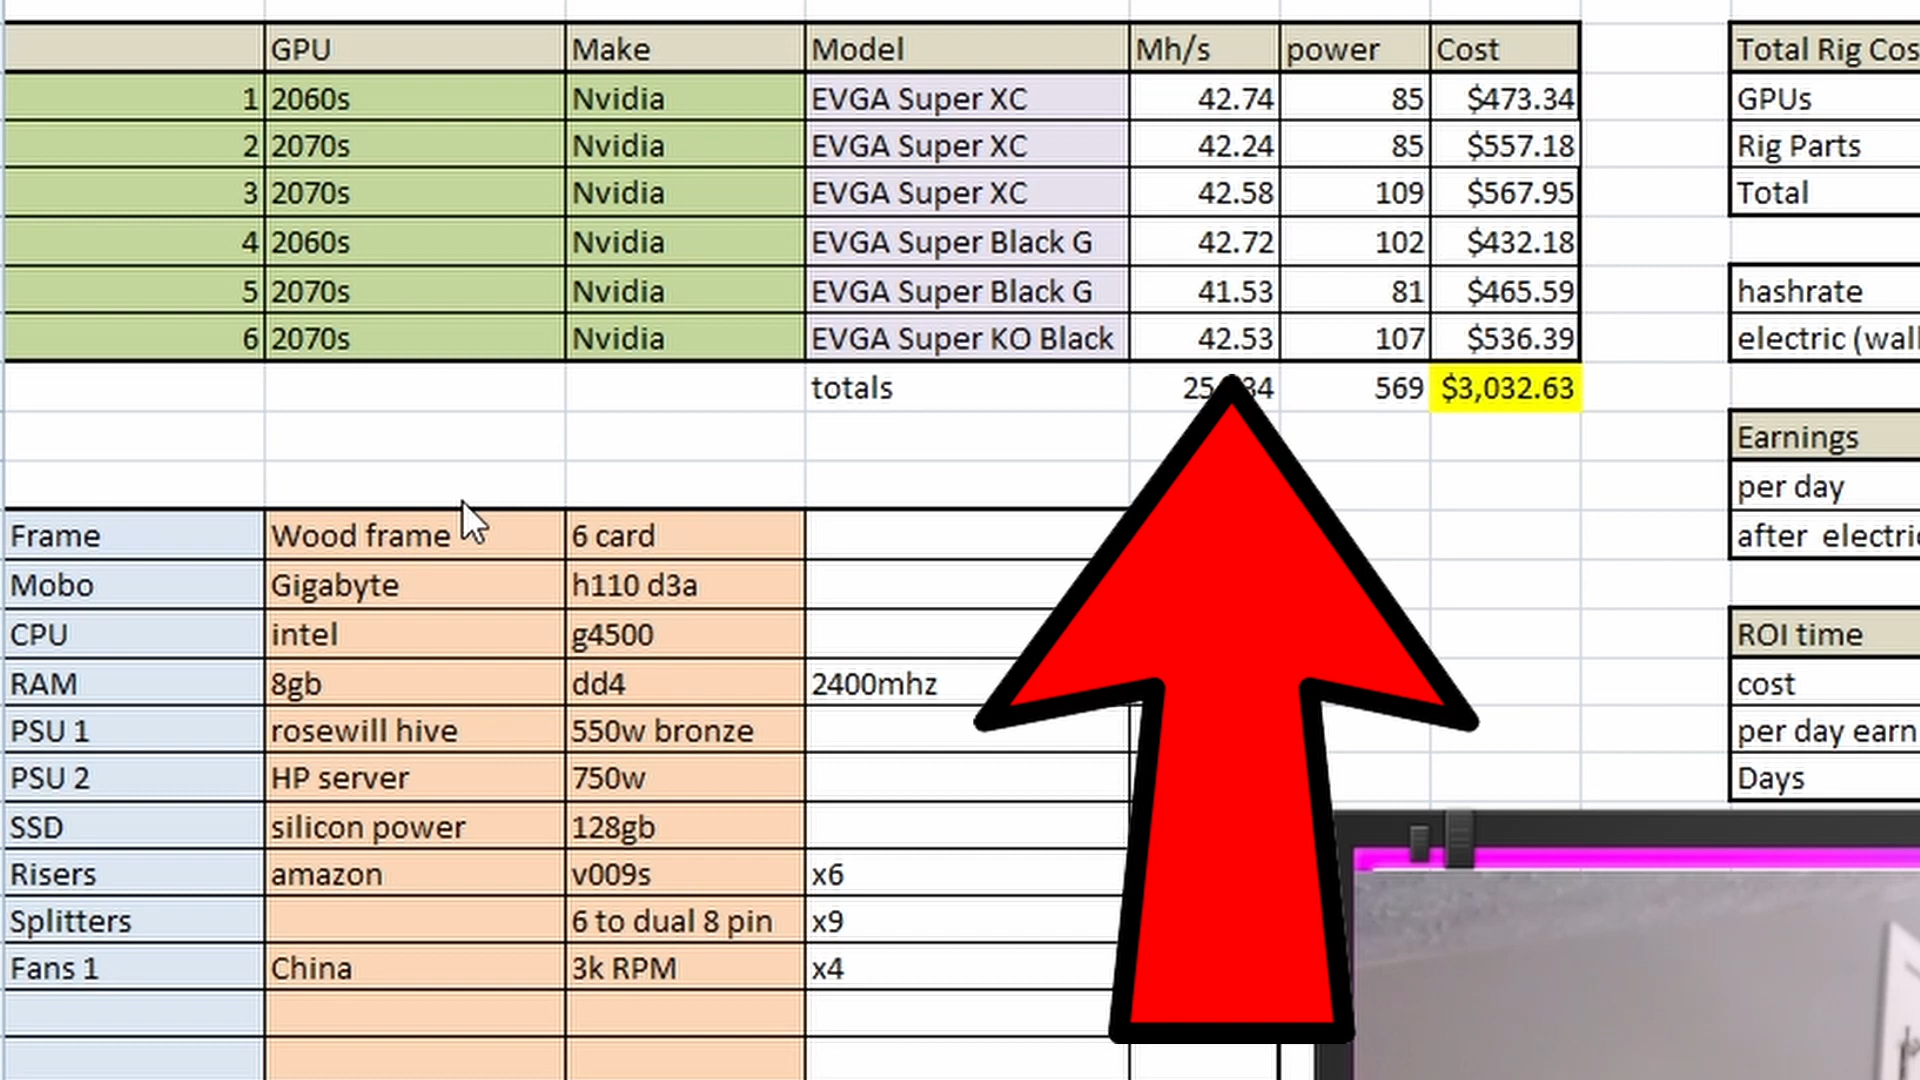 GPU Make Model Mh/s power Cost
1 2060s Nvidia EVGA Super XC 42.74 85 $473.34
2 2070s Nvidia EVGA Super XC 42.24 85 $557.18
3 2070s Nvidia EVGA Super XC 42.58 109 $567.95
4 2060s Nvidia EVGA Super Black G 42.72 102 $432.18
5 2070s Nvidia EVGA Super Black G 41.53 81 $465.59
6 2070s Nvidia EVGA Super KO Black 42.53 107 $536.39
totals 569 $3,032.63
Frame Wood frame 6 card
Mobo Gigabyte h110 d3a
CPU intel g4500
RAM 8gb dd4 2400mhz
PSU 1 rosewill hive 550w bronze
PSU 2 HP server 750w
SSD silicon power 128gb
Risers amazon v009s x6
Splitters 6 to dual 8 pin x9
Fans 1 China 3k RPM x4
Total Rig Cos
GPUs
Rig Parts
Total
hashrate
electric (wall
Earnings
per day
after electric
ROI time
cost
per day earn
Days